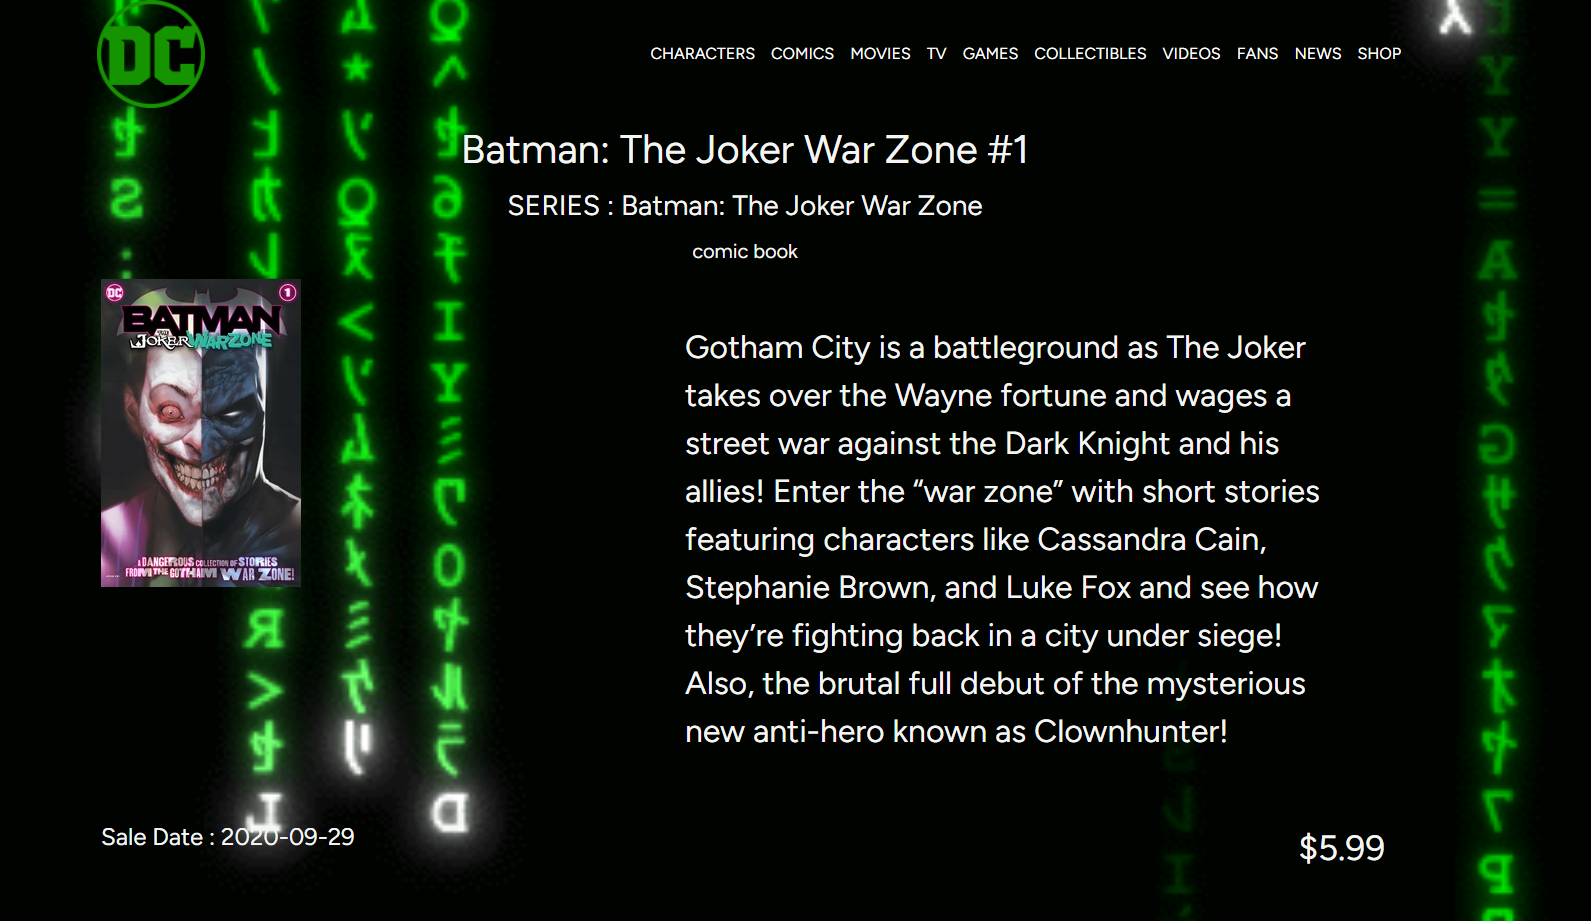 DC
CHARACTERS COMICS MOVIES TV GAMES COLLECTIBLES VIDEOS FANS NEWS SHOP
Batman: The Joker War Zone #1
SERIES : Batman: The Joker War Zone
comic book
DC
1
BATMAN
THE
JOKER WAR ZONE
A DANGEROUS COLLECTION OF STORIES
FROM THE GOTHAM WAR ZONE!
Gotham City is a battleground as The Joker
takes over the Wayne fortune and wages a
street war against the Dark Knight and his
allies! Enter the “war zone” with short stories
featuring characters like Cassandra Cain,
Stephanie Brown, and Luke Fox and see how
they’re fighting back in a city under siege!
Also, the brutal full debut of the mysterious
new anti-hero known as Clownhunter!
Sale Date : 2020-09-29
$5.99